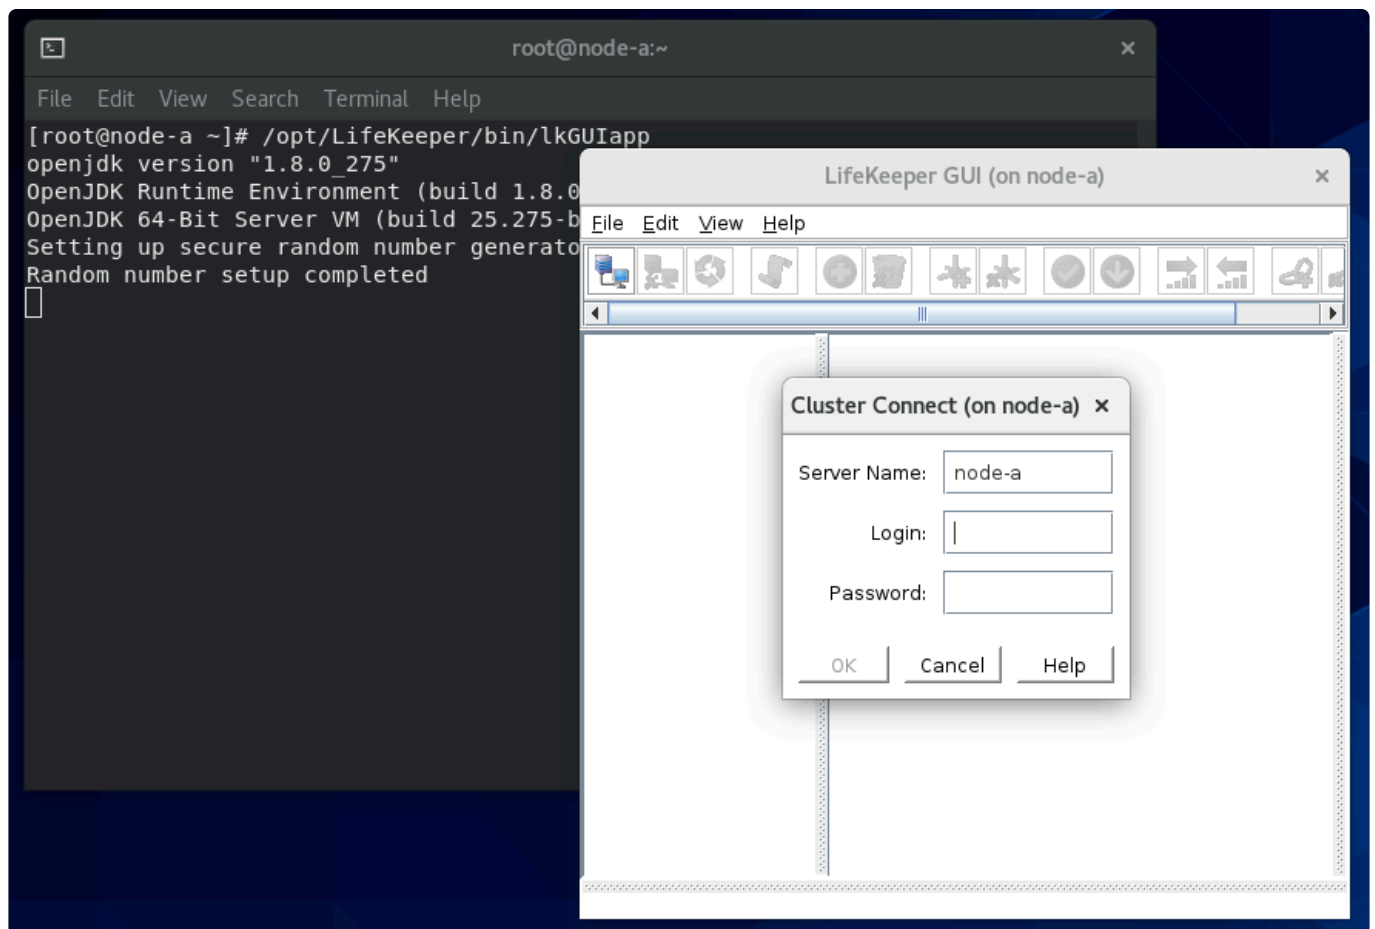 root@node-a:~
File Edit View Search Terminal Help
[root@node-a ~]# /opt/LifeKeeper/bin/lkGUIapp
openjdk version "1.8.0_275"
OpenJDK Runtime Environment (build 1.8.0
OpenJDK 64-Bit Server VM (build 25.275-b
Setting up secure random number generato
Random number setup completed
LifeKeeper GUI (on node-a)
File Edit View Help
Cluster Connect (on node-a)
Server Name: node-a
Login:
Password:
OK Cancel Help